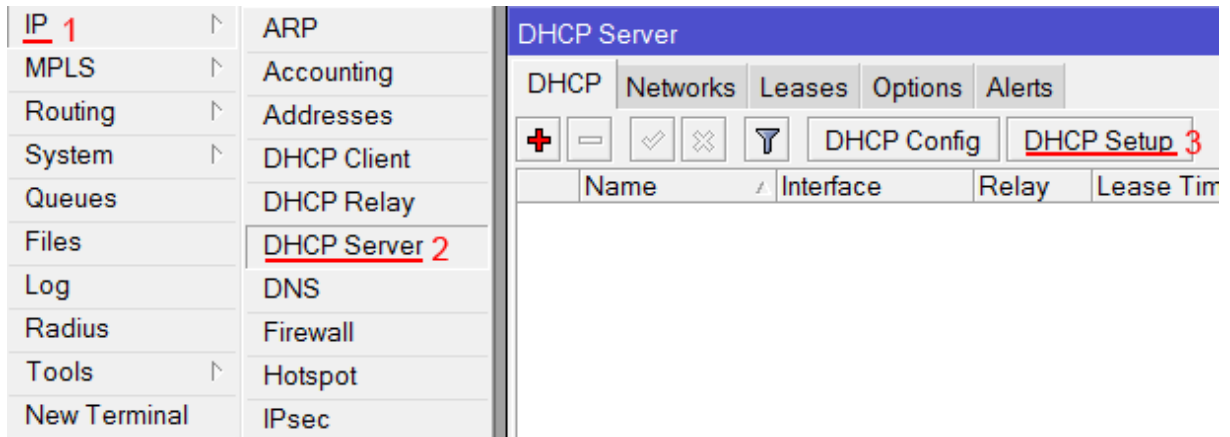 IP 1
MPLS
Routing
System
Queues
Files
Log
Radius
Tools
New Terminal
ARP
Accounting
Addresses
DHCP Client
DHCP Relay
DHCP Server 2
DNS
Firewall
Hotspot
IPsec
DHCP Server
DHCP Networks Leases Options Alerts
DHCP Config DHCP Setup 3
Name Interface Relay Lease Tim